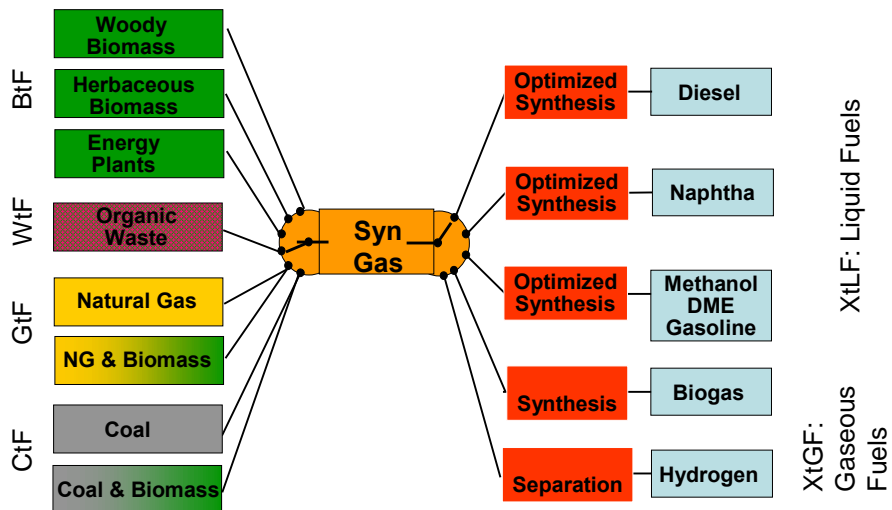 BtF
Woody
Biomass
Herbaceous
Biomass
Energy
Plants
WtF
Organic
Waste
GtF
Natural Gas
NG & Biomass
CtF
Coal
Coal & Biomass
Syn
Gas
Optimized
Synthesis
Diesel
Optimized
Synthesis
Naphtha
Optimized
Synthesis
Methanol
DME
Gasoline
Synthesis
Biogas
Separation
Hydrogen
XtLF: Liquid Fuels
XtGF:
Gaseous
Fuels